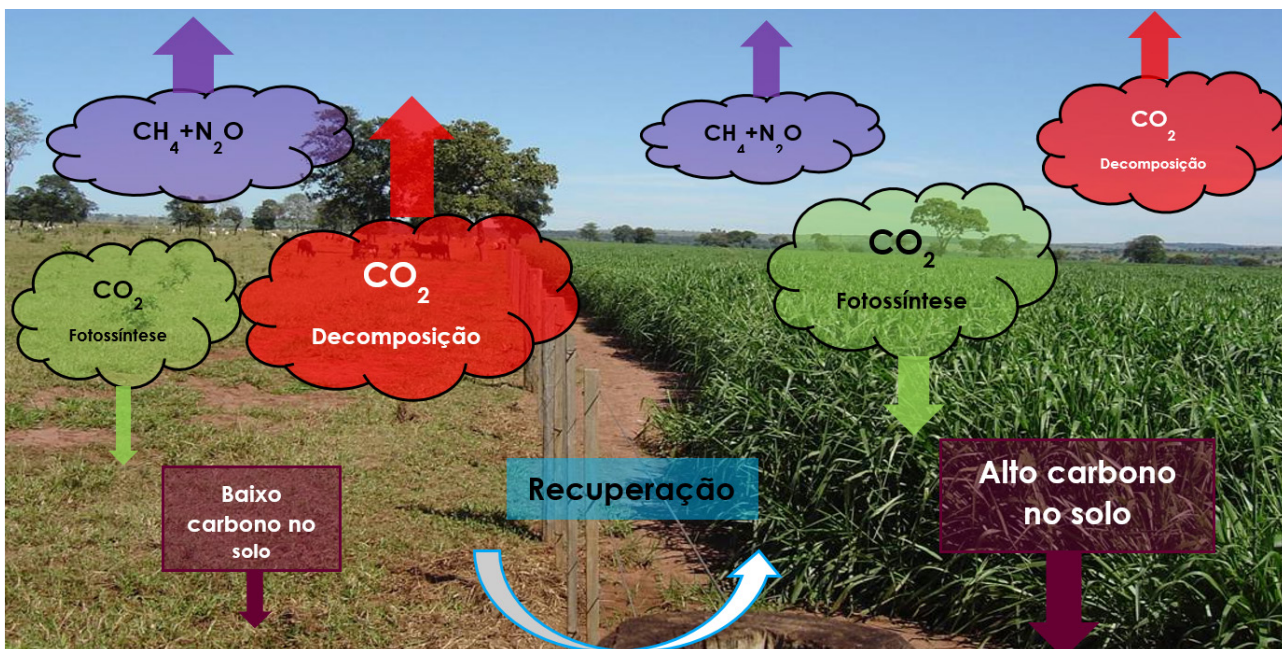 CH₄+N₂O
CO₂
Fotossíntese
CO₂
Decomposição
Baixo
carbono no
solo
Recuperação
CH₄+N₂O
CO₂
Decomposição
CO₂
Fotossíntese
Alto carbono
no solo